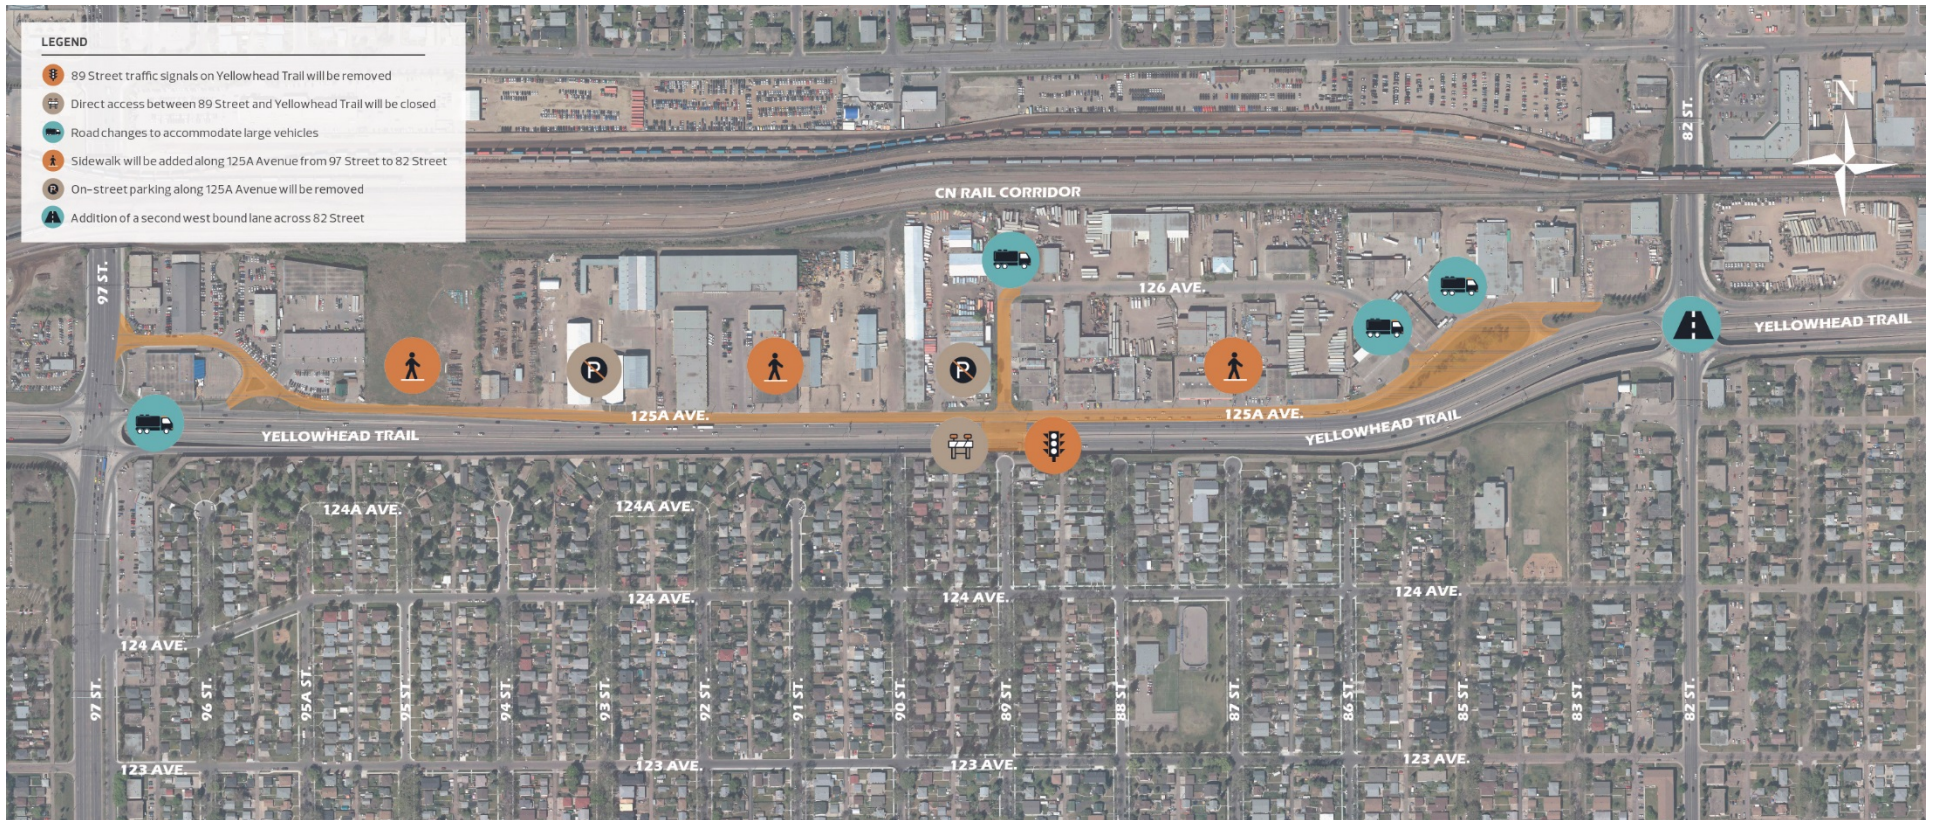 LEGEND
89 Street traffic signals on Yellowhead Trail will be removed
Direct access between 89 Street and Yellowhead Trail will be closed
Road changes to accommodate large vehicles
Sidewalk will be added along 125A Avenue from 97 Street to 82 Street
On-street parking along 125A Avenue will be removed
Addition of a second west bound lane across 82 Street
N
82 ST.
CN RAIL CORRIDOR
97 ST.
126 AVE.
YELLOWHEAD TRAIL
P
P
125A AVE.
125A AVE.
YELLOWHEAD TRAIL
YELLOWHEAD TRAIL
124A AVE.
124A AVE.
124 AVE.
124 AVE.
124 AVE.
124 AVE.
97 ST.
96 ST.
95A ST.
95 ST.
94 ST.
93 ST.
92 ST.
91 ST.
90 ST.
89 ST.
88 ST.
87 ST.
86 ST.
85 ST.
83 ST.
82 ST.
123 AVE.
123 AVE.
123 AVE.
123 AVE.